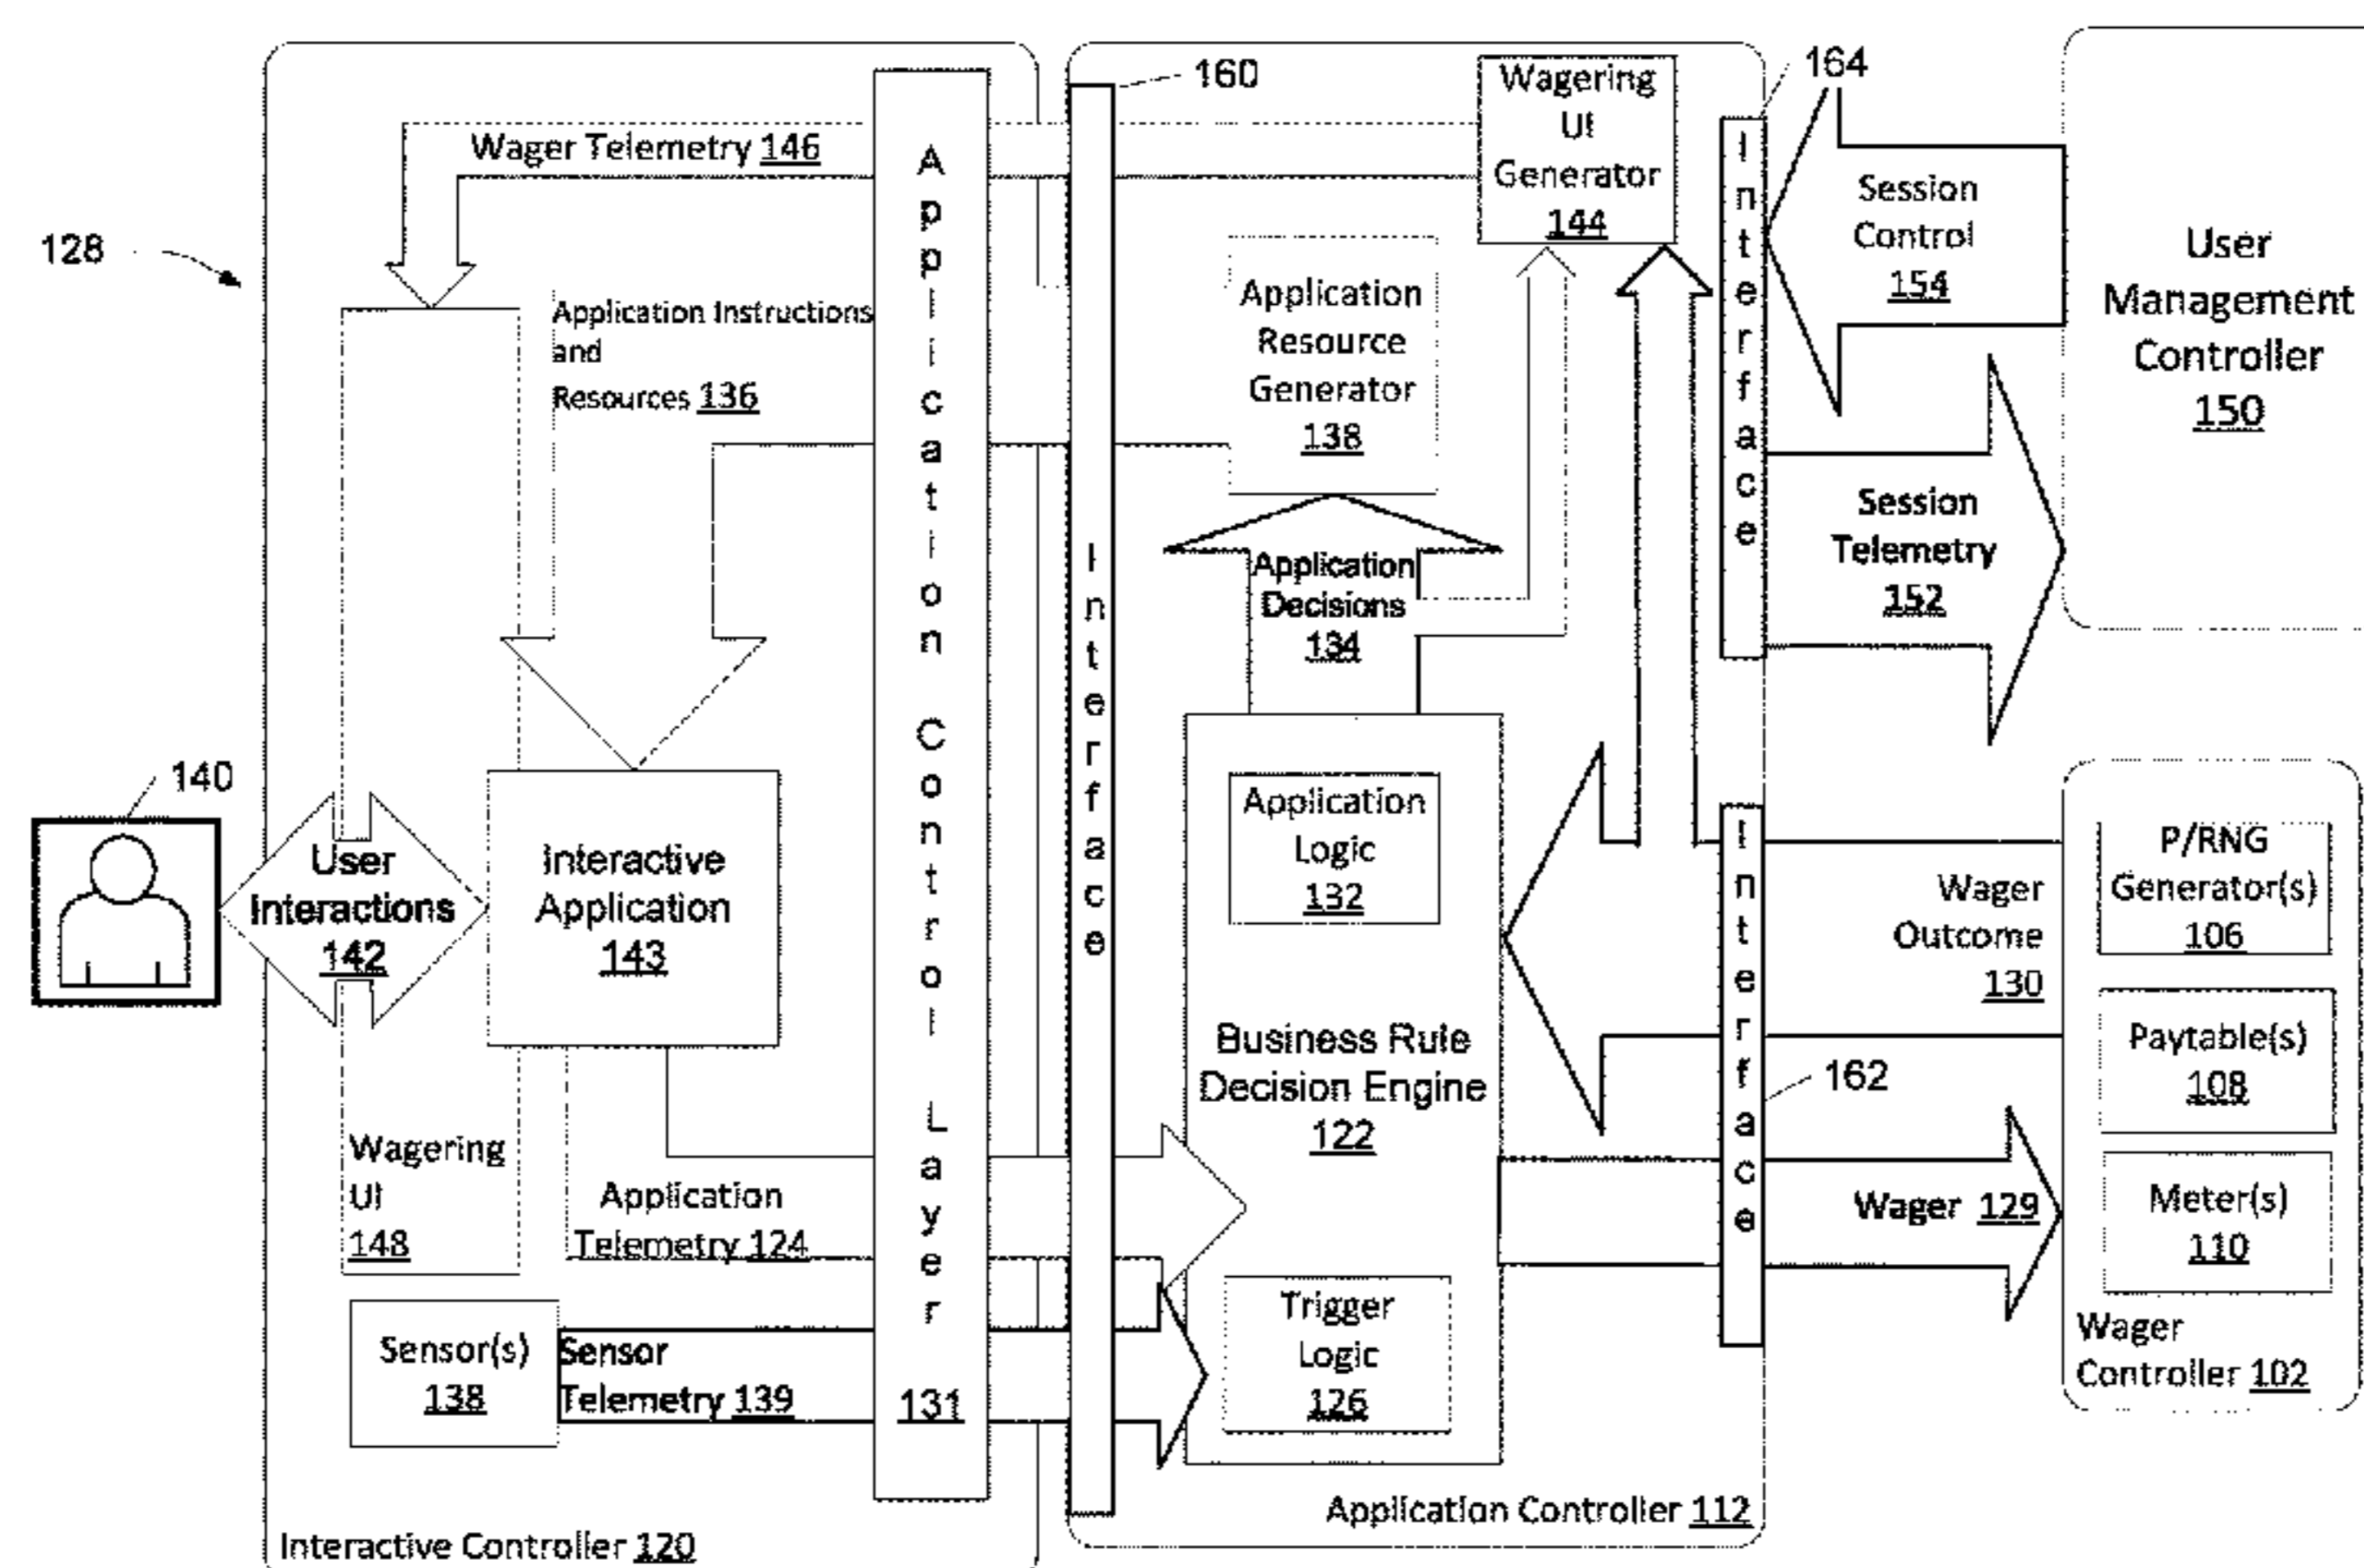 128
140
Wager Telemetry 146
Application Instructions
and
Resources 136
User
Interactions
142
Interactive
Application
143
Wagering
UI
148
Application
Telemetry 124
Sensor(s)
138
Sensor
Telemetry 139
Interactive Controller 120
Application Control Layer
131
160
Interface
Wagering
UI
Generator
144
Application
Resource
Generator
138
Application
Decisions
134
Application
Logic
132
Business Rule
Decision Engine
122
Trigger
Logic
126
Application Controller 112
164
Interface
Session
Control
154
Session
Telemetry
152
User
Management
Controller
150
Interface
162
Wager
Outcome
130
Wager 129
P/RNG
Generator(s)
106
Paytable(s)
108
Meter(s)
110
Wager
Controller 102